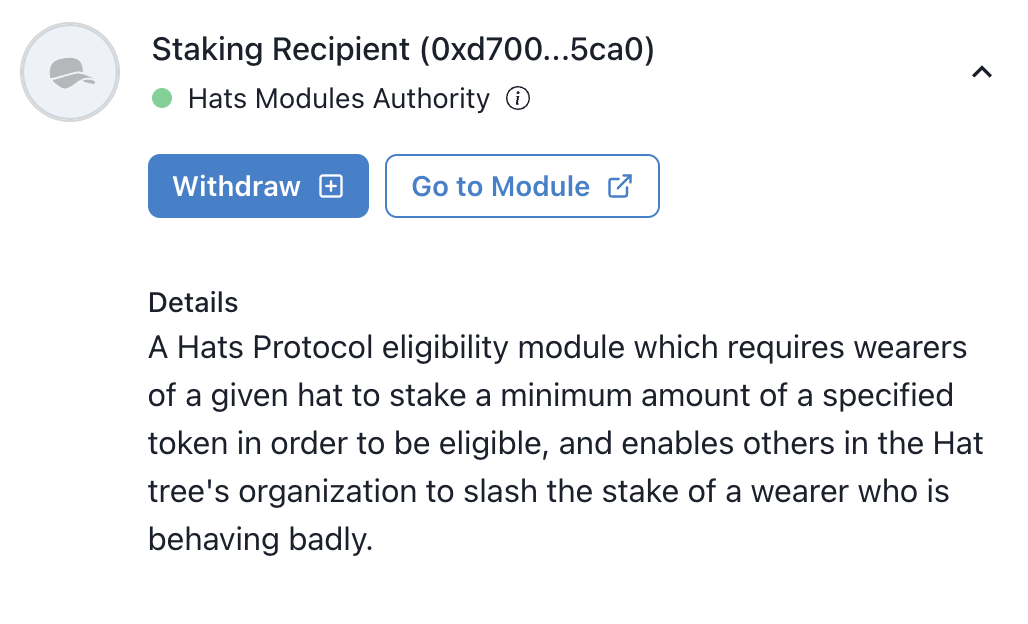 Staking Recipient (0xd700...5ca0)
Hats Modules Authority
Withdraw
Go to Module
Details
A Hats Protocol eligibility module which requires wearers
of a given hat to stake a minimum amount of a specified
token in order to be eligible, and enables others in the Hat
tree's organization to slash the stake of a wearer who is
behaving badly.